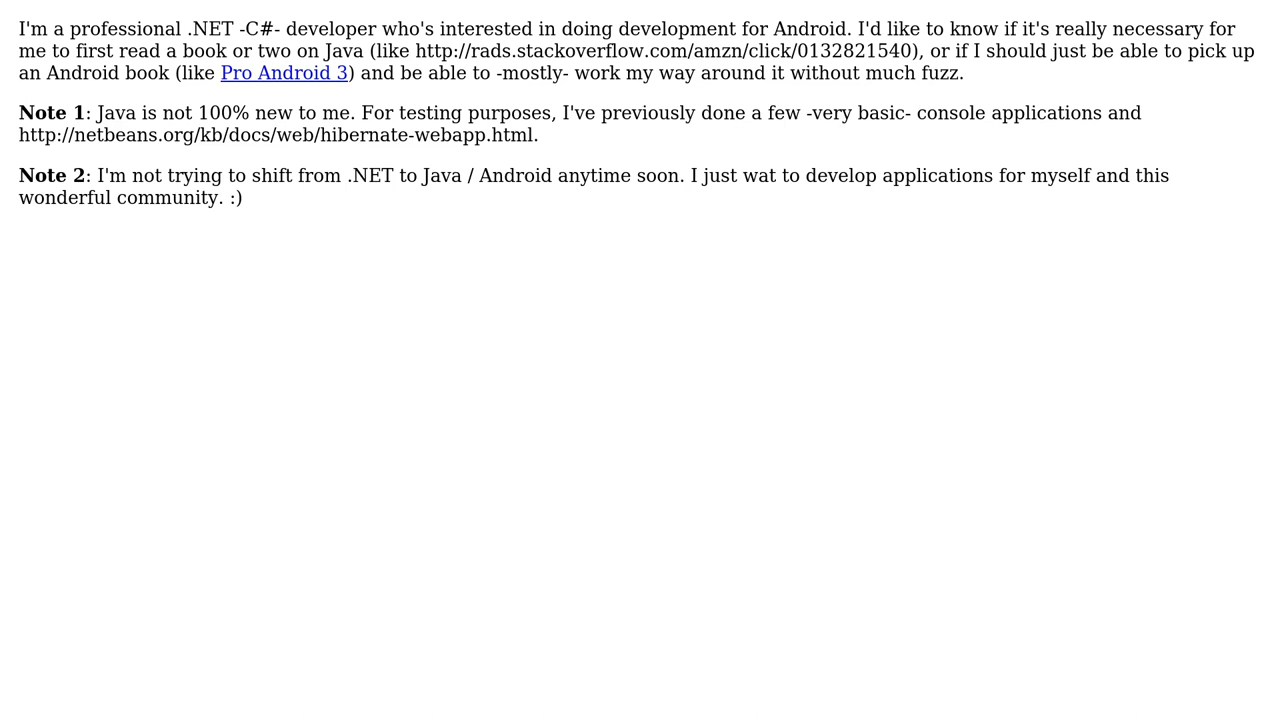 I'm a professional .NET -C#- developer who's interested in doing development for Android. I'd like to know if it's really necessary for
me to first read a book or two on Java (like http://rads.stackoverflow.com/amzn/click/0132821540), or if I should just be able to pick up
an Android book (like Pro Android 3) and be able to -mostly- work my way around it without much fuzz.
Note 1: Java is not 100% new to me. For testing purposes, I've previously done a few -very basic- console applications and
http://netbeans.org/kb/docs/web/hibernate-webapp.html.
Note 2: I'm not trying to shift from .NET to Java / Android anytime soon. I just wat to develop applications for myself and this
wonderful community. :)